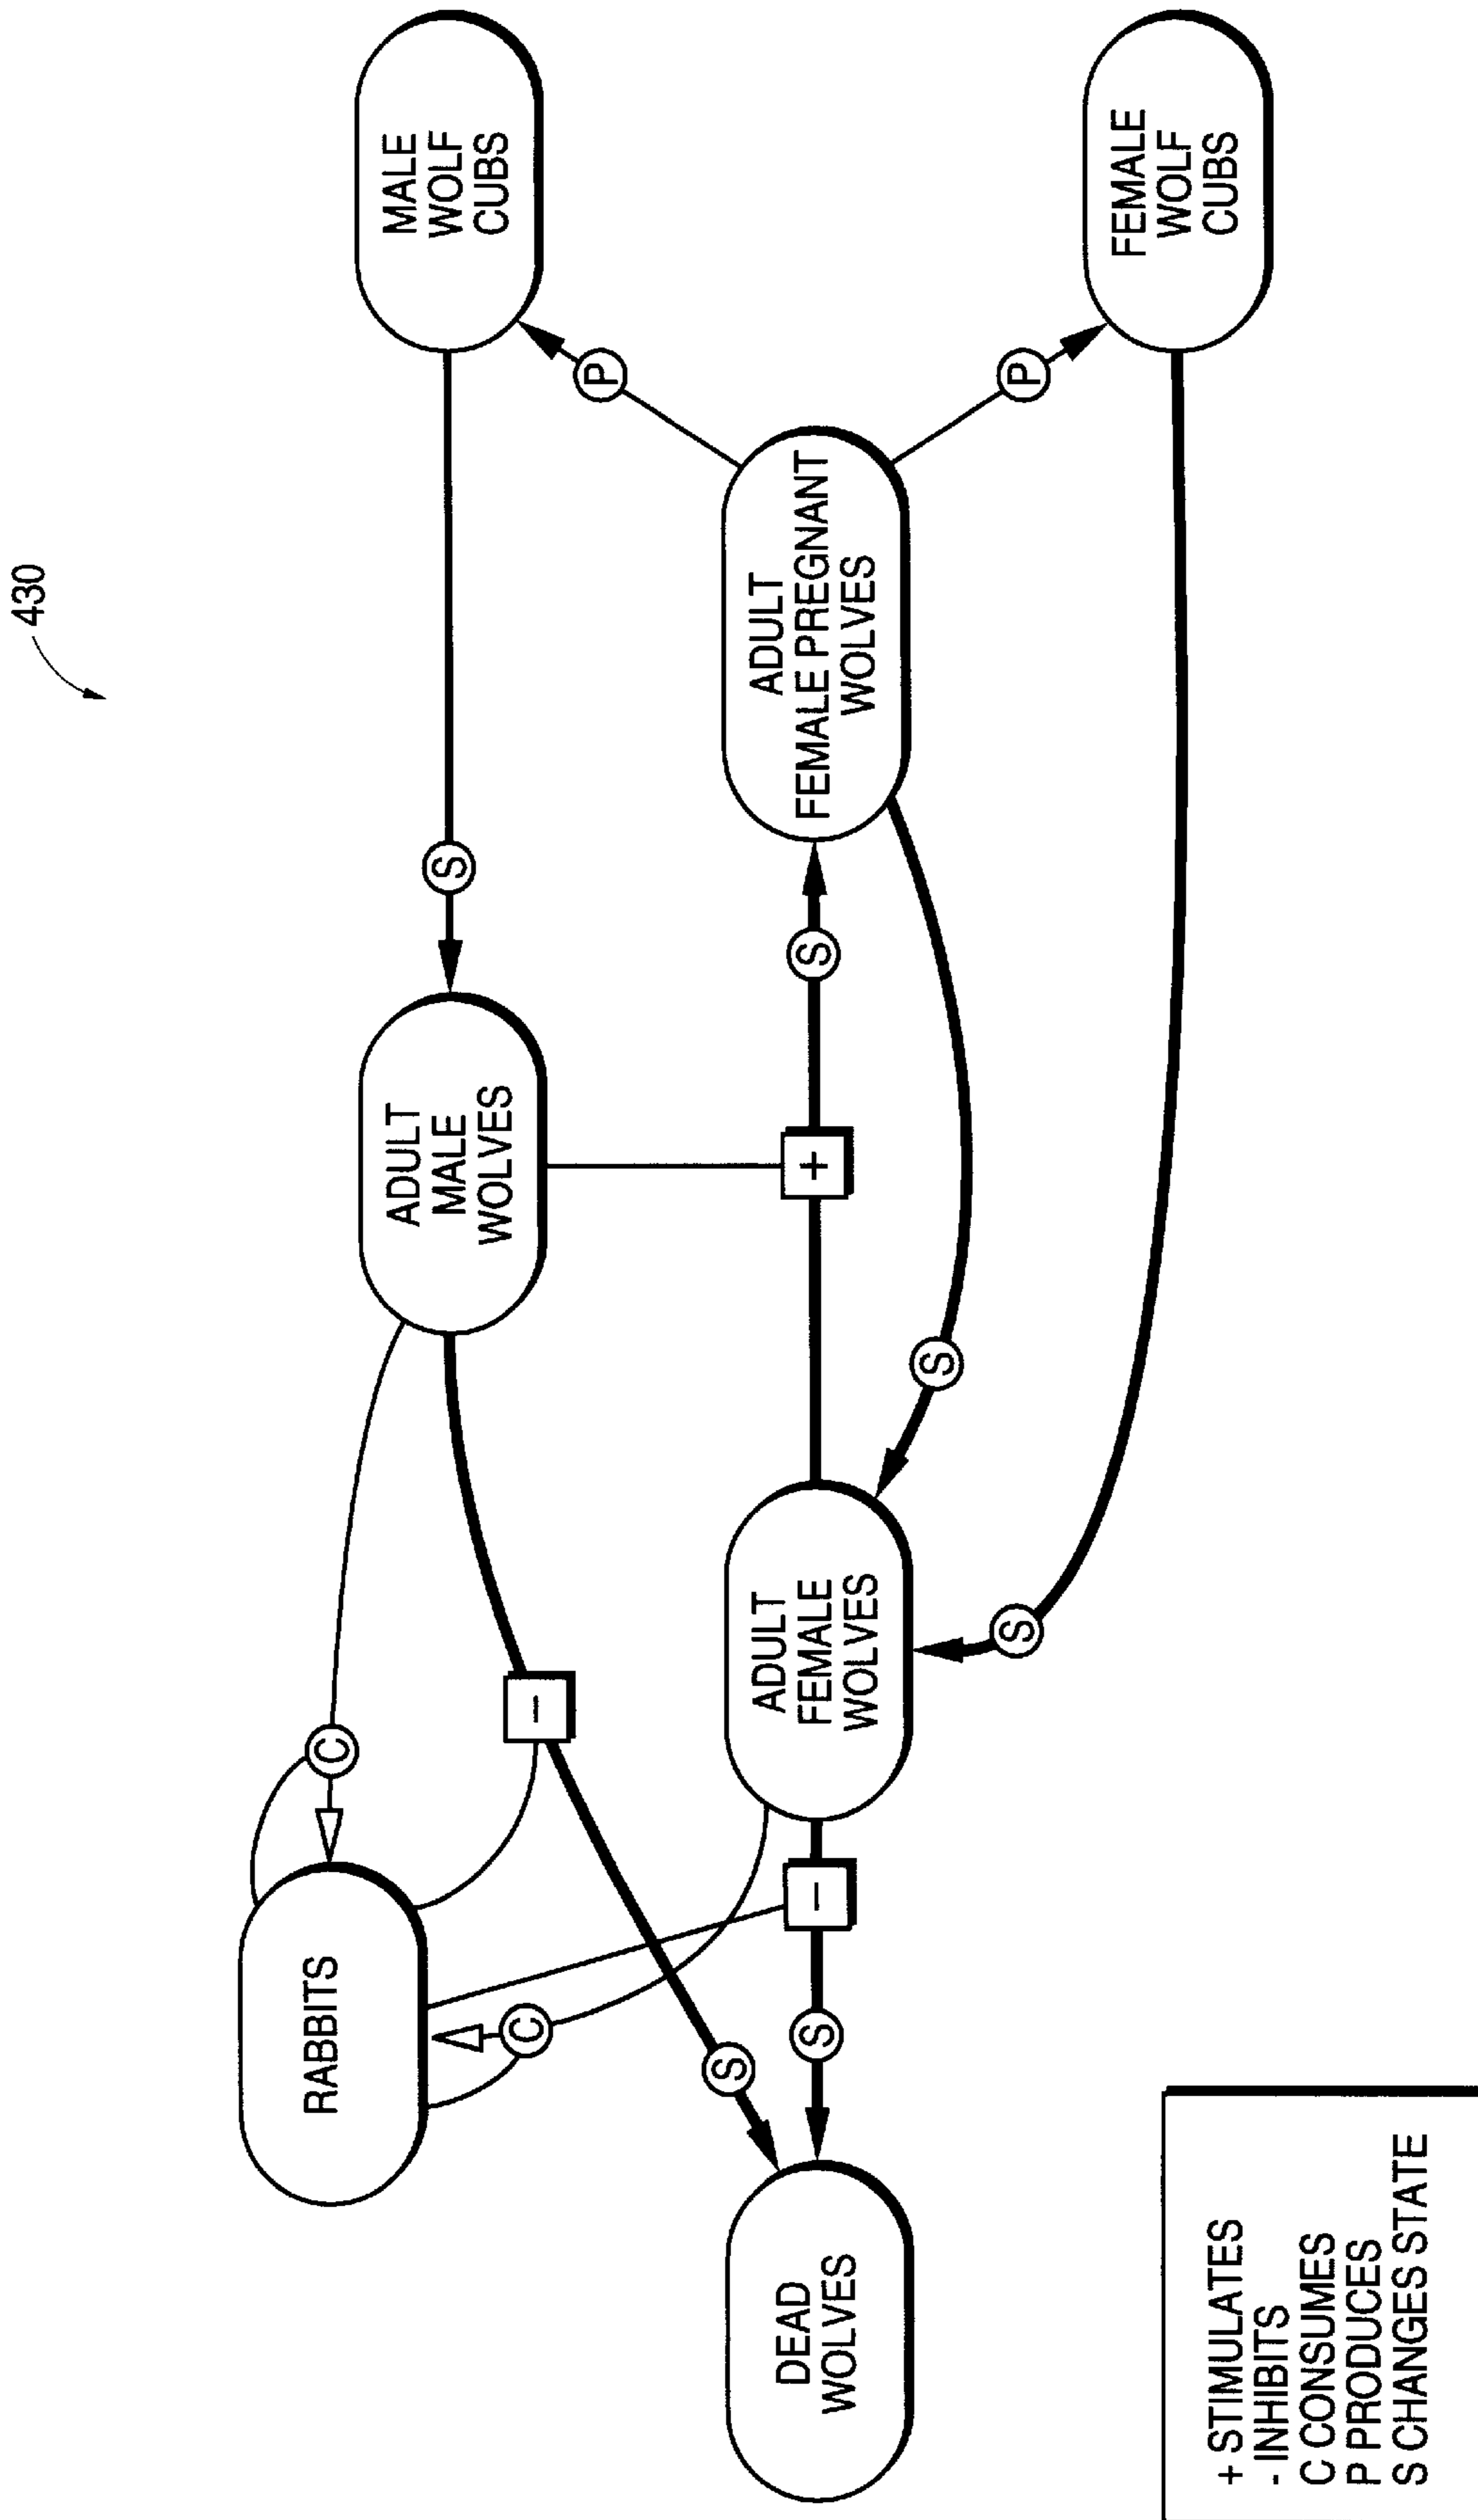 430
RABBITS
C
C
-
S
S
-
DEAD
WOLVES
ADULT
MALE
WOLVES
ADULT
FEMALE
WOLVES
+
S
S
S
S
MALE
WOLF
CUBS
ADULT
FEMALE PREGNANT
WOLVES
P
P
FEMALE
WOLF
CUBS
+ STIMULATES
- INHIBITS
C CONSUMES
P PRODUCES
S CHANGES STATE